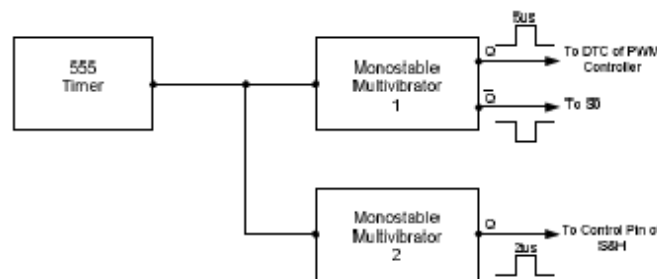 555
Timer
Monostable
Multivibrator
1
Q
5us
To DTC of PWM
Controller
Q
To S0
Monostable
Multivibrator
2
Q
To Control Pin o
S&H
2us